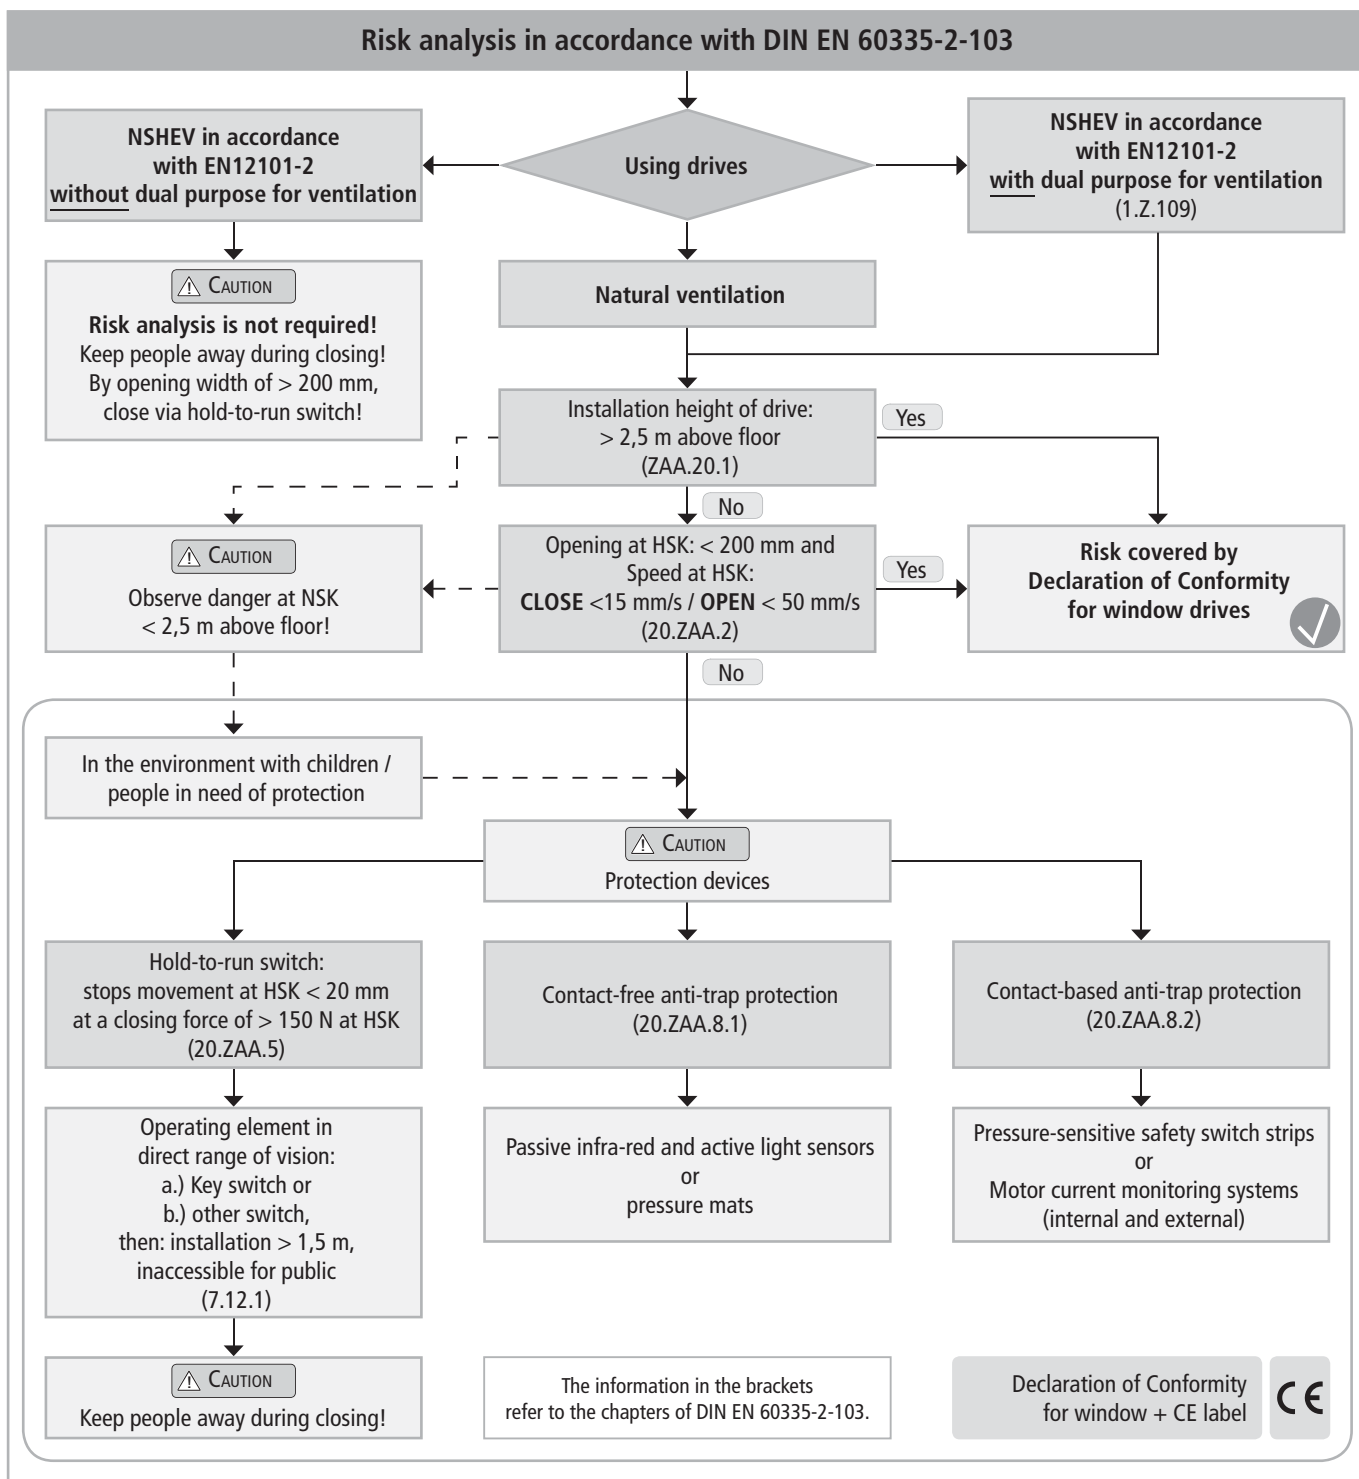 Risk analysis in accordance with DIN EN 60335-2-103
NSHEV in accordance
with EN12101-2
without dual purpose for ventilation
Using drives
NSHEV in accordance
with EN12101-2
with dual purpose for ventilation
(1.Z.109)
CAUTION
Risk analysis is not required!
Keep people away during closing!
By opening width of > 200 mm,
close via hold-to-run switch!
Natural ventilation
Installation height of drive:
> 2,5 m above floor
(ZAA.20.1)
Yes
No
CAUTION
Observe danger at NSK
< 2,5 m above floor!
Opening at HSK: < 200 mm and
Speed at HSK:
CLOSE <15 mm/s / OPEN < 50 mm/s
(20.ZAA.2)
Yes
Risk covered by
Declaration of Conformity
for window drives
No
In the environment with children /
people in need of protection
CAUTION
Protection devices
Hold-to-run switch:
stops movement at HSK < 20 mm
at a closing force of > 150 N at HSK
(20.ZAA.5)
Contact-free anti-trap protection
(20.ZAA.8.1)
Contact-based anti-trap protection
(20.ZAA.8.2)
Operating element in
direct range of vision:
a.) Key switch or
b.) other switch,
then: installation > 1,5 m,
inaccessible for public
(7.12.1)
Passive infra-red and active light sensors
or
pressure mats
Pressure-sensitive safety switch strips
or
Motor current monitoring systems
(internal and external)
CAUTION
Keep people away during closing!
The information in the brackets
refer to the chapters of DIN EN 60335-2-103.
Declaration of Conformity
for window + CE label
CE